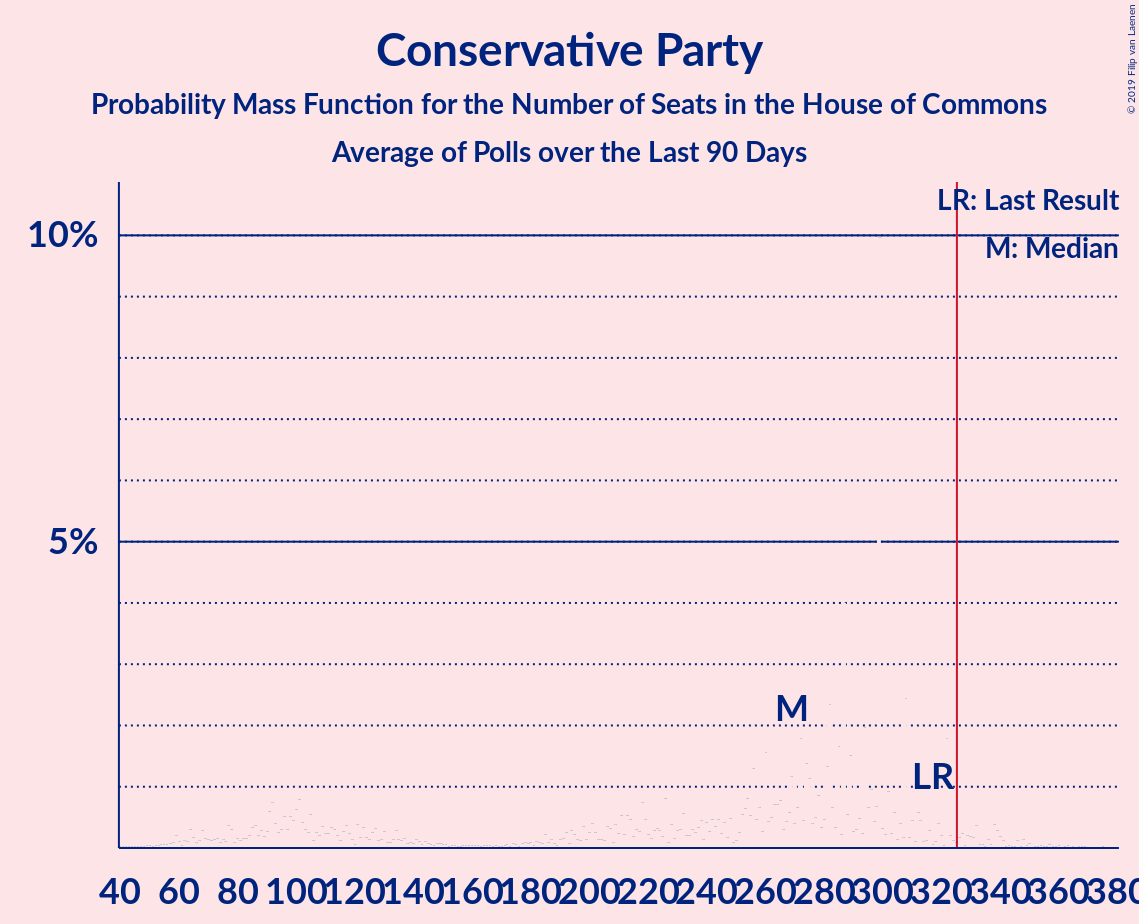 Conservative Party
Probability Mass Function for the Number of Seats in the House of Commons
Average of Polls over the Last 90 Days
© 2019 Filip van Laenen
LR: Last Result
10%
M: Median
5%
M
LR
40 60 80 100 120 140 160 180 200 220 240 260 280 300 320 340 360 380